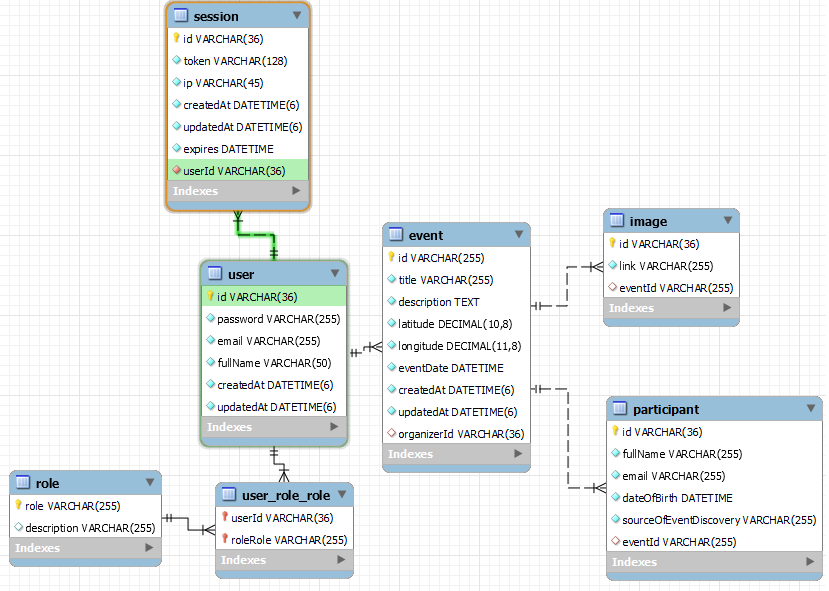 session
id VARCHAR(36)
token VARCHAR(128)
ip VARCHAR(45)
createdAt DATETIME(6)
updatedAt DATETIME(6)
expires DATETIME
userId VARCHAR(36)
Indexes
user
id VARCHAR(36)
password VARCHAR(255)
email VARCHAR(255)
fullName VARCHAR(50)
createdAt DATETIME(6)
updatedAt DATETIME(6)
Indexes
event
id VARCHAR(255)
title VARCHAR(255)
description TEXT
latitude DECIMAL(10,8)
longitude DECIMAL(11,8)
eventDate DATETIME
createdAt DATETIME(6)
updatedAt DATETIME(6)
organizerId VARCHAR(36)
Indexes
image
id VARCHAR(36)
link VARCHAR(255)
eventId VARCHAR(255)
Indexes
participant
id VARCHAR(36)
fullName VARCHAR(255)
email VARCHAR(255)
dateOfBirth DATETIME
sourceOfEventDiscovery VARCHAR(255)
eventId VARCHAR(255)
Indexes
role
role VARCHAR(255)
description VARCHAR(255)
Indexes
user_role_role
userId VARCHAR(36)
roleRole VARCHAR(255)
Indexes